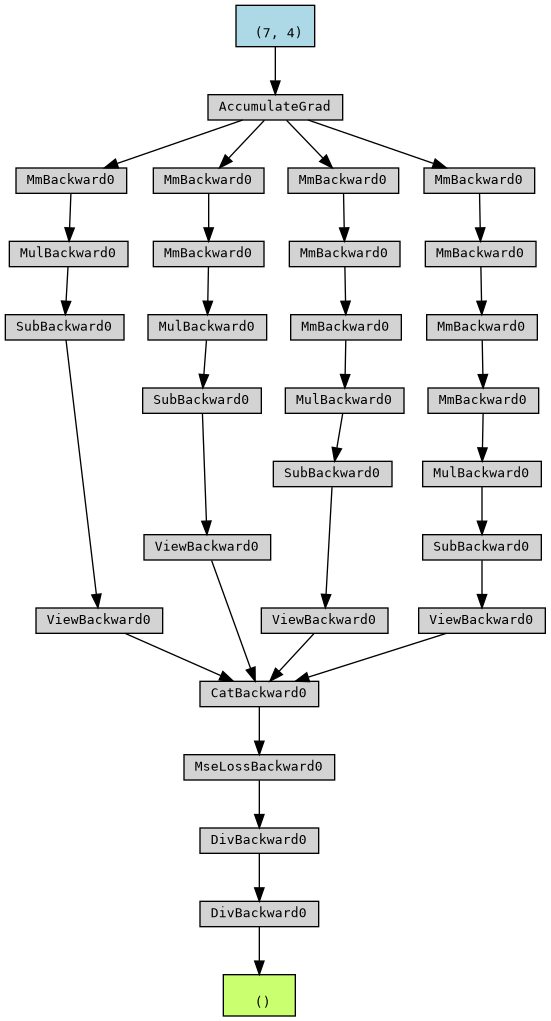 (7, 4)
AccumulateGrad
MmBackward0 MmBackward0 MmBackward0 MmBackward0
MulBackward0 MmBackward0 MmBackward0 MmBackward0
SubBackward0 MulBackward0 MmBackward0 MmBackward0
SubBackward0 MulBackward0 MmBackward0
SubBackward0 MulBackward0
ViewBackward0 SubBackward0
ViewBackward0 ViewBackward0 ViewBackward0
CatBackward0
MseLossBackward0
DivBackward0
DivBackward0
()